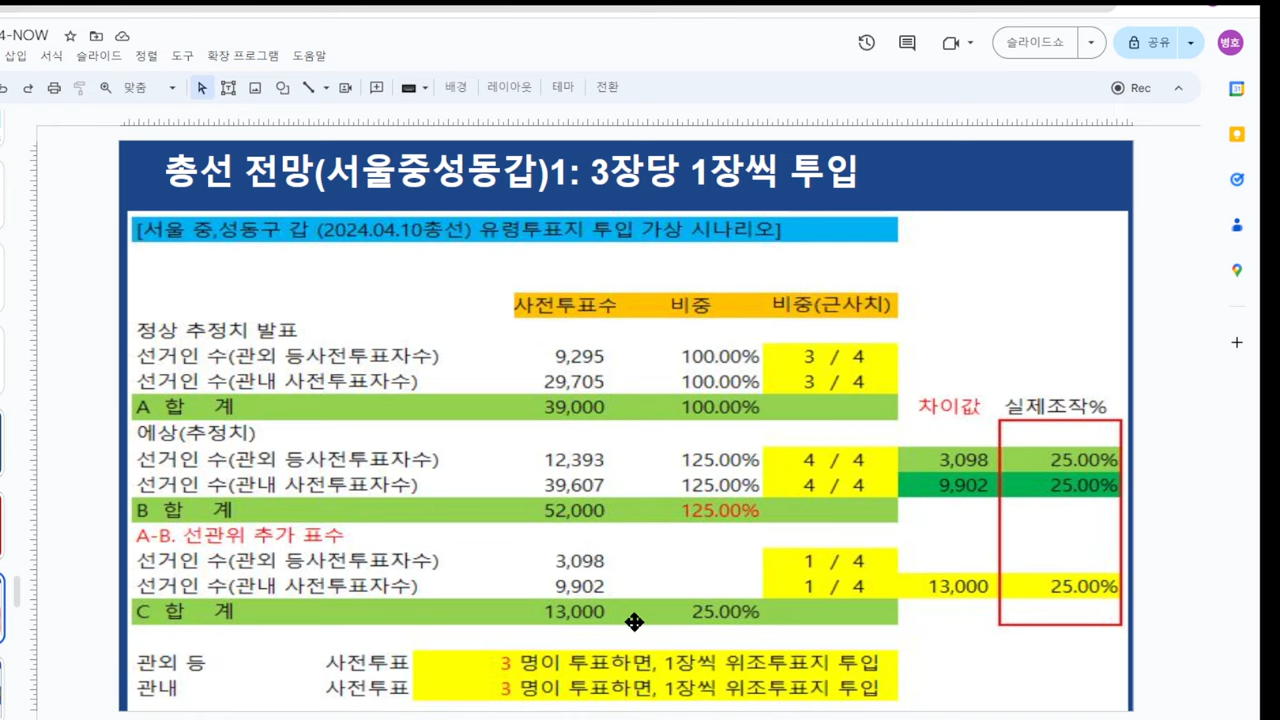 4-NOW
삽입 서식 슬라이드 정렬 도구 확장 프로그램 도움말
슬라이드쇼 공유 병호
맞춤 배경 레이아웃 테마 전환 Rec
31
총선 전망(서울중성동갑)1: 3장당 1장씩 투입
[서울 중,성동구 갑 (2024.04.10총선) 유령투표지 투입 가상 시나리오]
사전투표수 비중 비중(근사치)
정상 추정치 발표
선거인 수(관외 등사전투표자수) 9,295 100.00% 3 / 4
선거인 수(관내 사전투표자수) 29,705 100.00% 3 / 4
A 합 계 39,000 100.00% 차이값 실제조작%
에상(추정치)
선거인 수(관외 등사전투표자수) 12,393 125.00% 4 / 4 3,098 25.00%
선거인 수(관내 사전투표자수) 39,607 125.00% 4 / 4 9,902 25.00%
B 합 계 52,000 125.00%
A-B. 선관위 추가 표수
선거인 수(관외 등사전투표자수) 3,098 1 / 4
선거인 수(관내 사전투표자수) 9,902 1 / 4 13,000 25.00%
C 합 계 13,000 25.00%
관외 등 사전투표 3 명이 투표하면, 1장씩 위조투표지 투입
관내 사전투표 3 명이 투표하면, 1장씩 위조투표지 투입